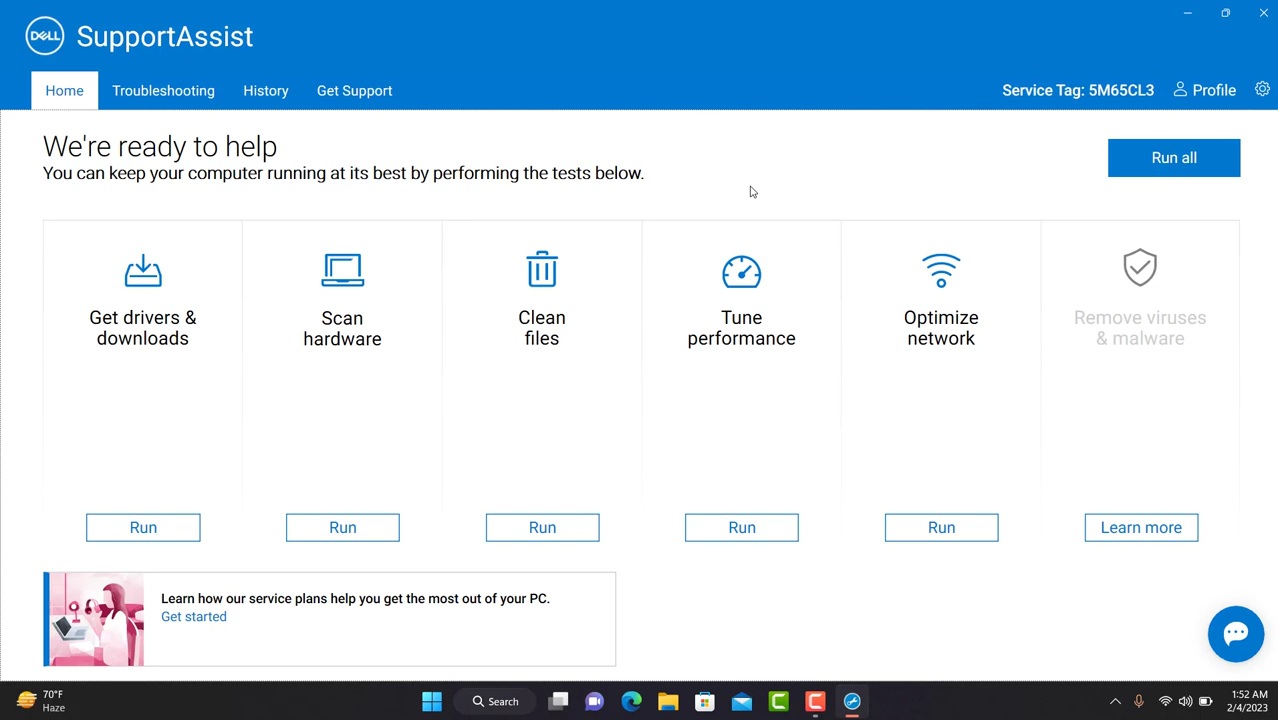 DELL
SupportAssist
Home
Troubleshooting
History
Get Support
Service Tag: 5M65CL3
Profile
We're ready to help
You can keep your computer running at its best by performing the tests below.
Run all
Get drivers &
downloads
Scan
hardware
Clean
files
Tune
performance
Optimize
network
Remove viruses
& malware
Run
Run
Run
Run
Run
Learn more
Learn how our service plans help you get the most out of your PC.
Get started
70°F
Haze
Search
1:52 AM
2/4/2023